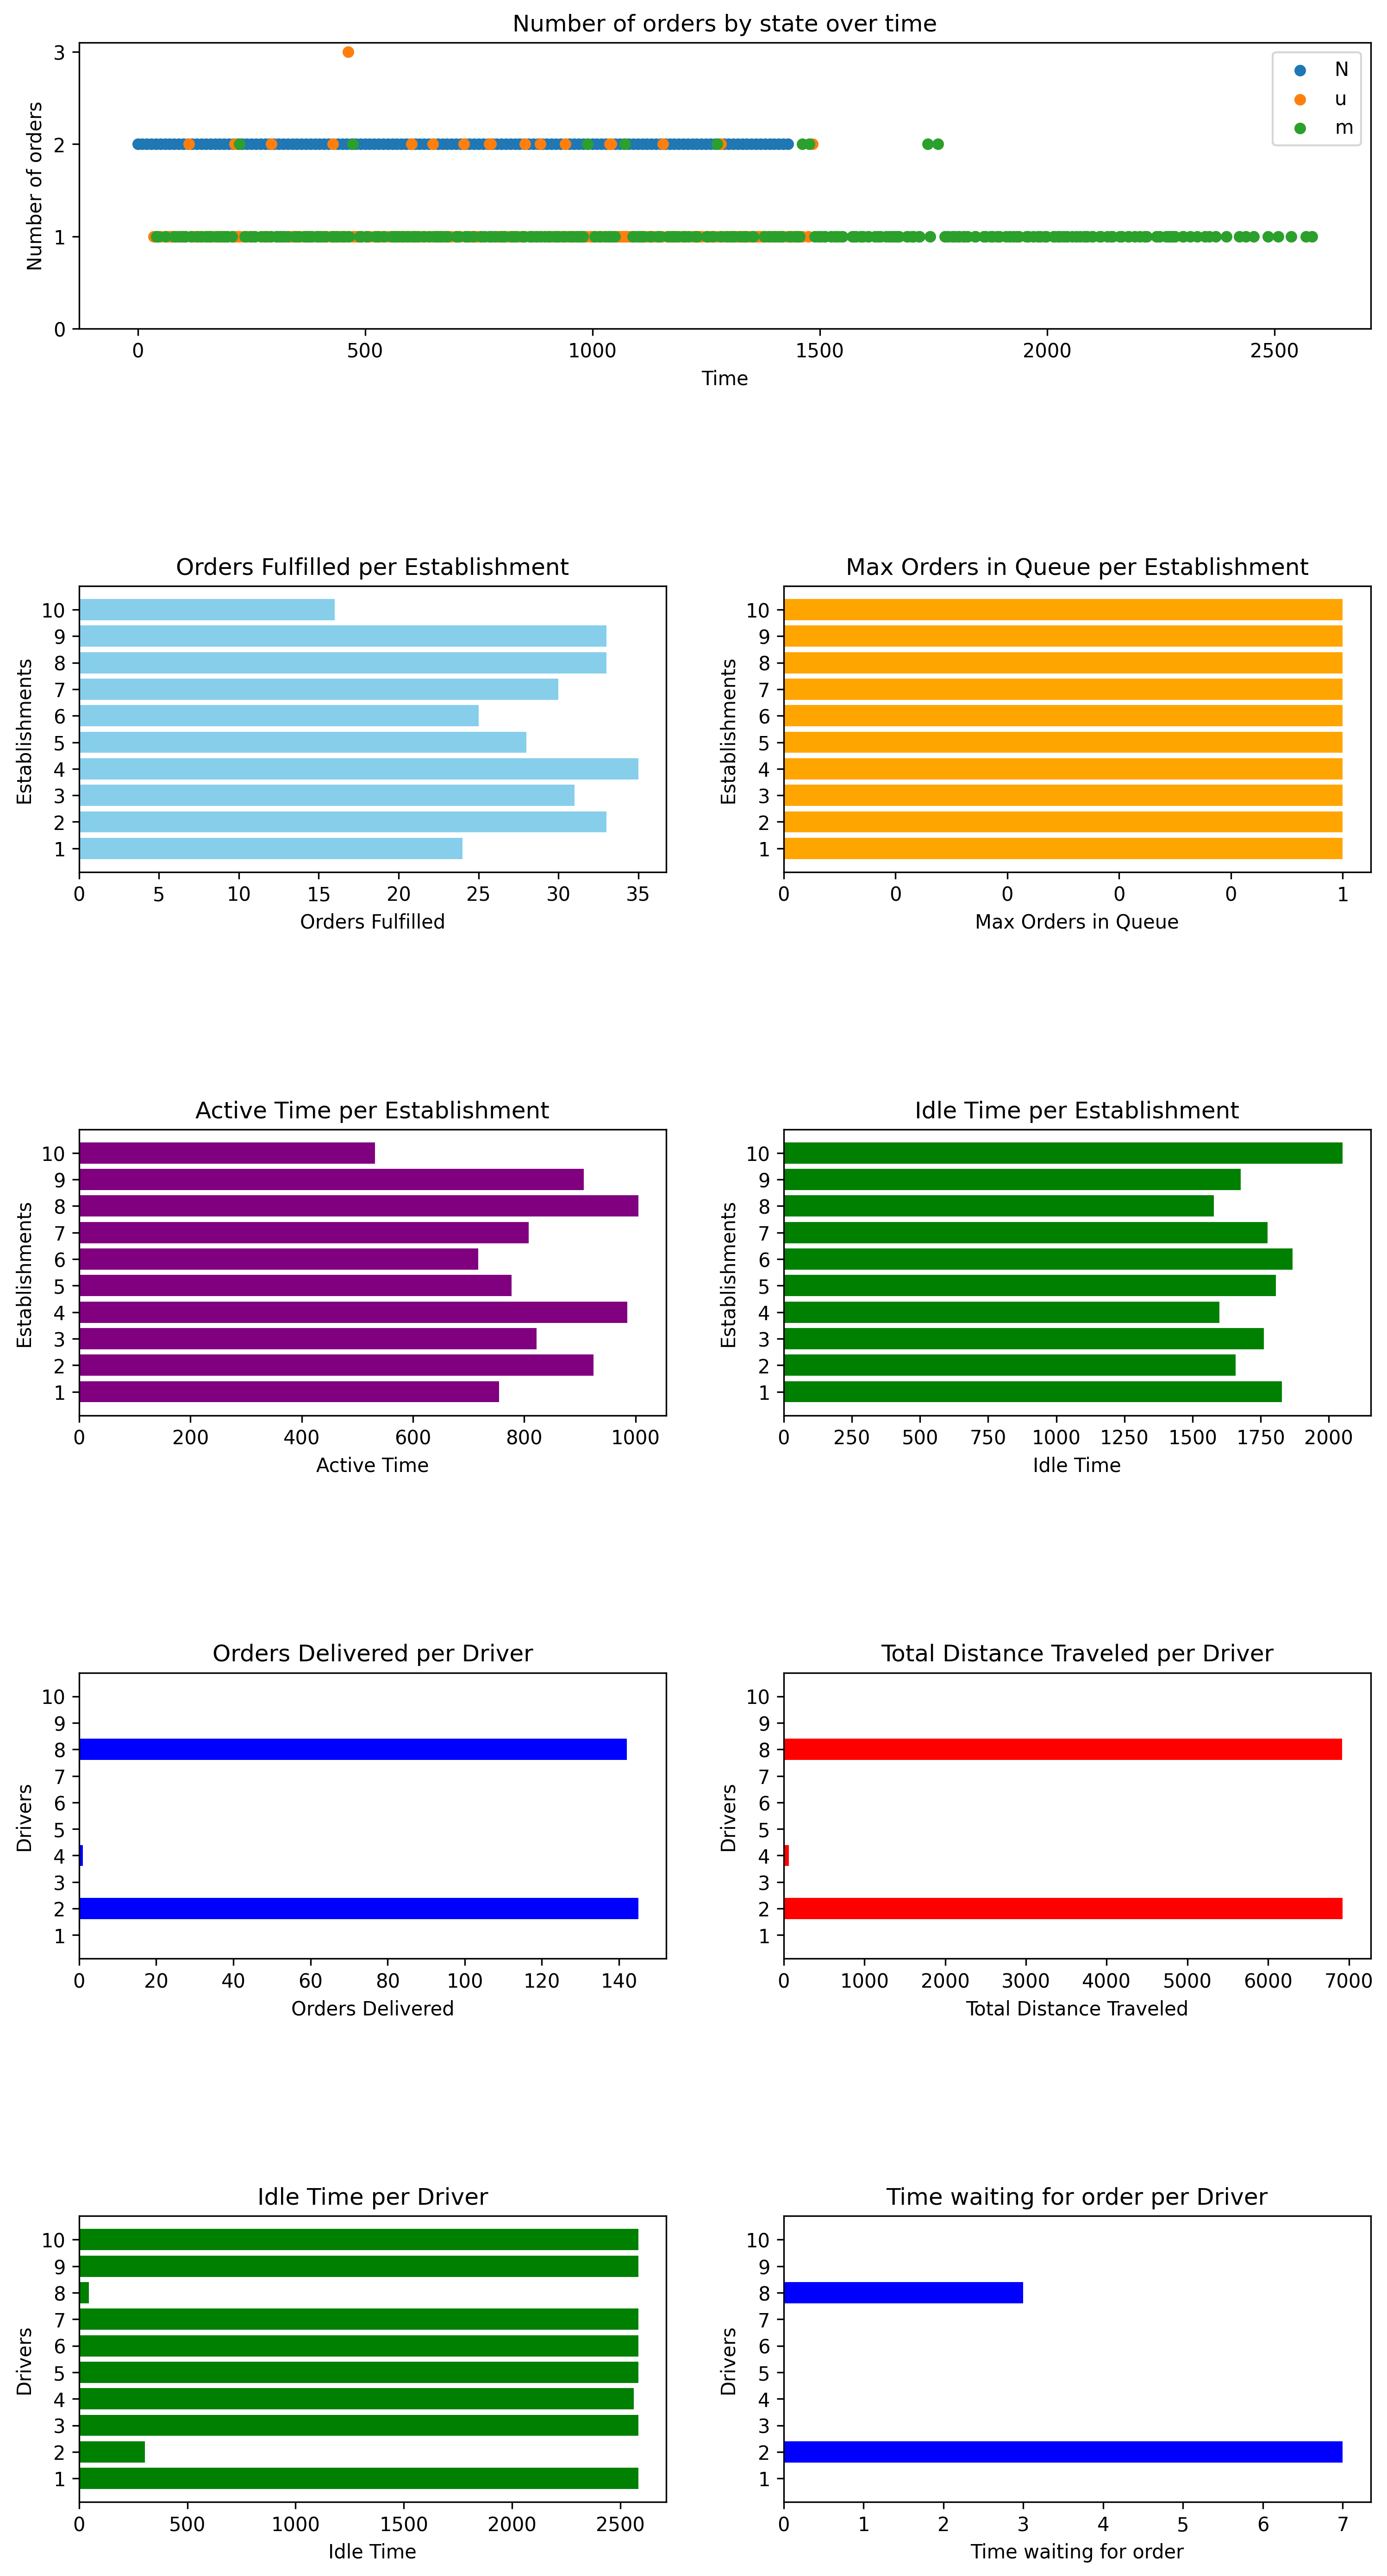 Number of orders by state over time
Number of orders
3
2
1
0
N
u
m
0 500 1000 1500 2000 2500
Time
Orders Fulfilled per Establishment
Establishments
10
9
8
7
6
5
4
3
2
1
0 5 10 15 20 25 30 35
Orders Fulfilled
Max Orders in Queue per Establishment
Establishments
10
9
8
7
6
5
4
3
2
1
0 0 0 0 0 1
Max Orders in Queue
Active Time per Establishment
Establishments
10
9
8
7
6
5
4
3
2
1
0 200 400 600 800 1000
Active Time
Idle Time per Establishment
Establishments
10
9
8
7
6
5
4
3
2
1
0 250 500 750 1000 1250 1500 1750 2000
Idle Time
Orders Delivered per Driver
Drivers
10
9
8
7
6
5
4
3
2
1
0 20 40 60 80 100 120 140
Orders Delivered
Total Distance Traveled per Driver
Drivers
10
9
8
7
6
5
4
3
2
1
0 1000 2000 3000 4000 5000 6000 7000
Total Distance Traveled
Idle Time per Driver
Drivers
10
9
8
7
6
5
4
3
2
1
0 500 1000 1500 2000 2500
Idle Time
Time waiting for order per Driver
Drivers
10
9
8
7
6
5
4
3
2
1
0 1 2 3 4 5 6 7
Time waiting for order